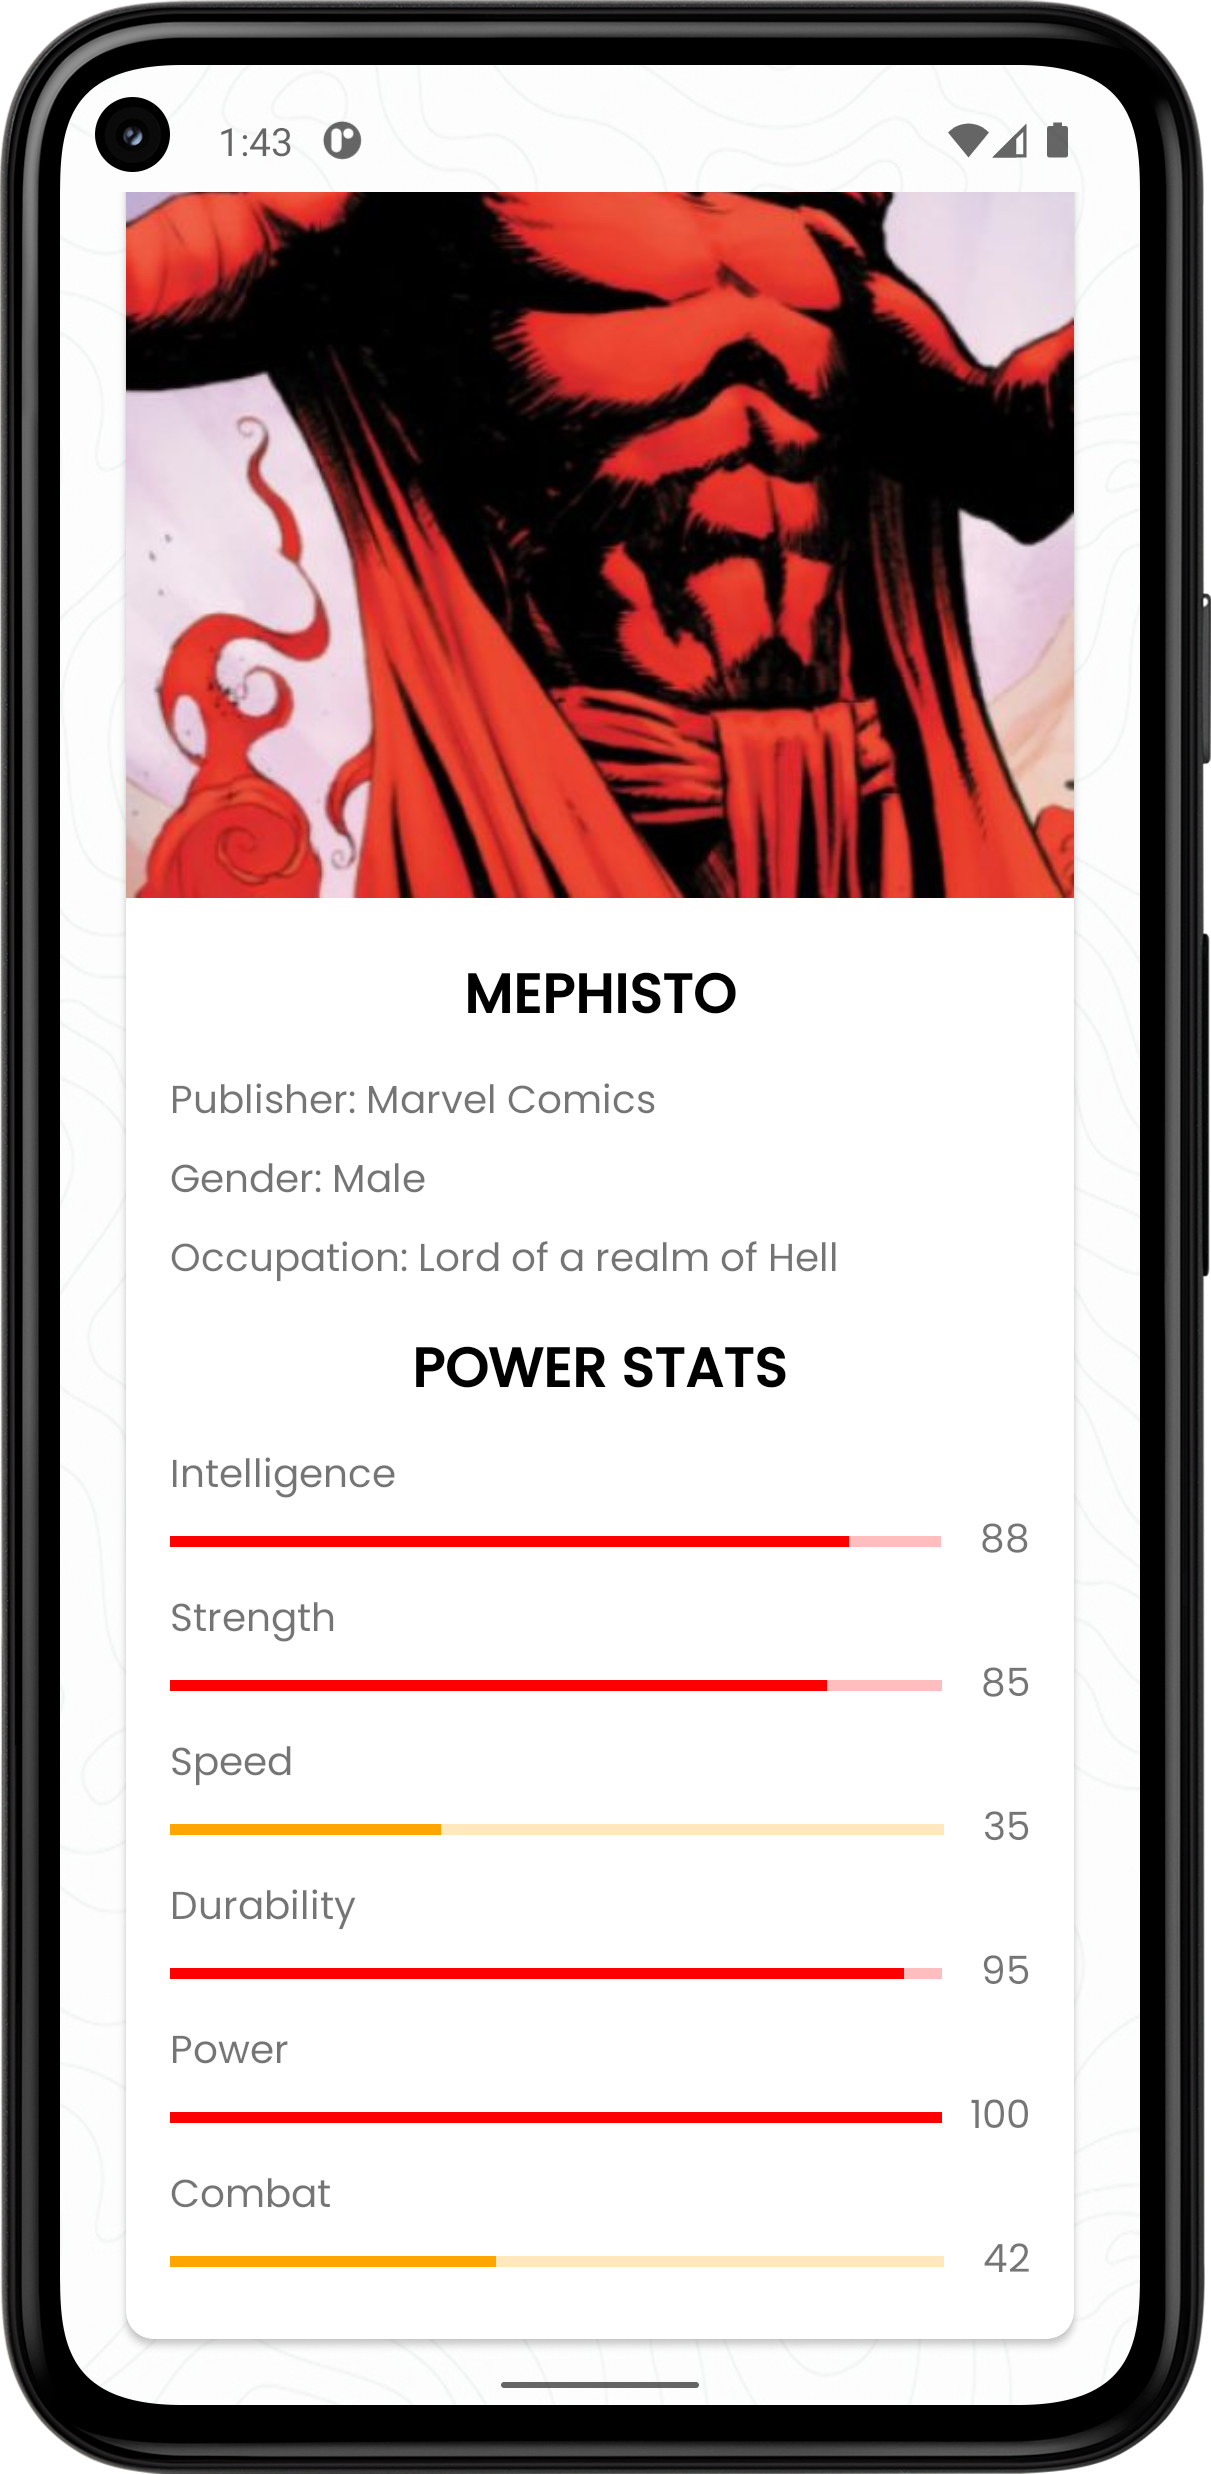 1:43
MEPHISTO
Publisher: Marvel Comics
Gender: Male
Occupation: Lord of a realm of Hell
POWER STATS
Intelligence
88
Strength
85
Speed
35
Durability
95
Power
100
Combat
42